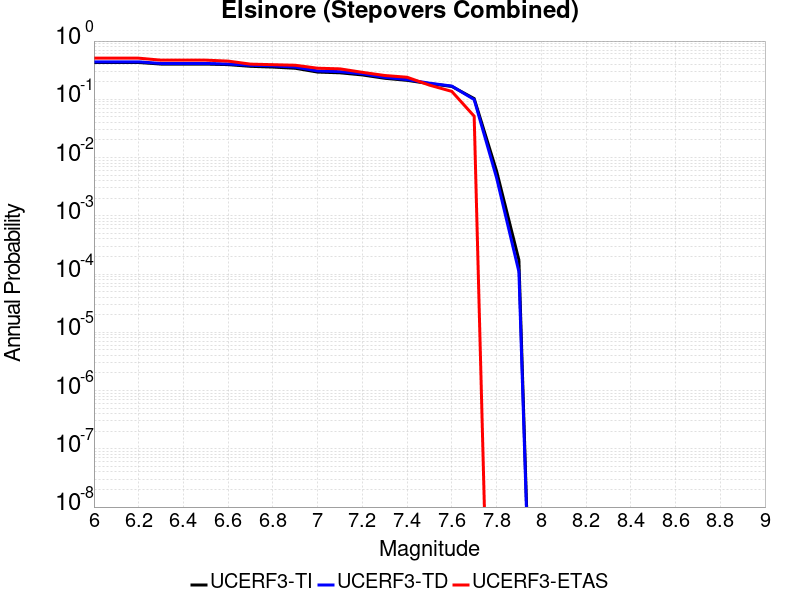 Elsinore (Stepovers Combined)
10^0
10^-1
10^-2
10^-3
10^-4
10^-5
10^-6
10^-7
10^-8
Annual Probability
6 6.2 6.4 6.6 6.8 7 7.2 7.4 7.6 7.8 8 8.2 8.4 8.6 8.8 9
Magnitude
UCERF3-TI UCERF3-TD UCERF3-ETAS